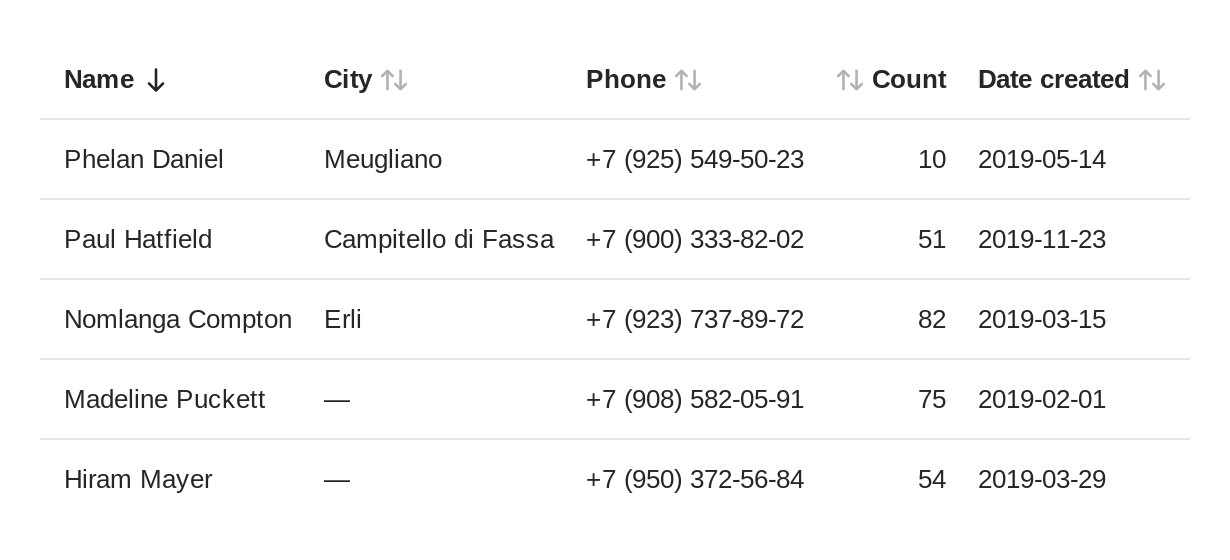 Name City Phone Count Date created
Phelan Daniel Meugliano +7 (925) 549-50-23 10 2019-05-14
Paul Hatfield Campitello di Fassa +7 (900) 333-82-02 51 2019-11-23
Nomlanga Compton Erli +7 (923) 737-89-72 82 2019-03-15
Madeline Puckett — +7 (908) 582-05-91 75 2019-02-01
Hiram Mayer — +7 (950) 372-56-84 54 2019-03-29